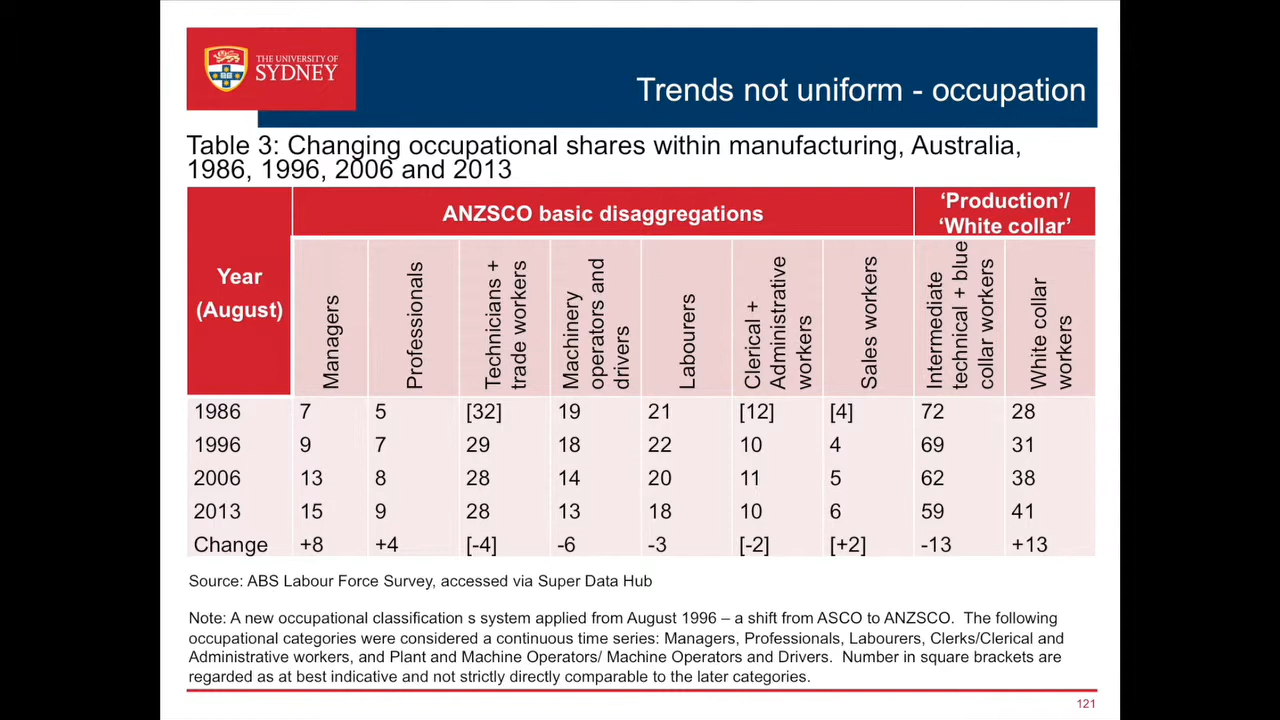 THE UNIVERSITY OF
SYDNEY
Trends not uniform - occupation
Table 3: Changing occupational shares within manufacturing, Australia,
1986, 1996, 2006 and 2013
Year
(August)
ANZSCO basic disaggregations
‘Production’/
‘White collar’
Managers
Professionals
Technicians +
trade workers
Machinery
operators and
drivers
Labourers
Clerical +
Administrative
workers
Sales workers
Intermediate
technical + blue
collar workers
White collar
workers
1986 7 5 [32] 19 21 [12] [4] 72 28
1996 9 7 29 18 22 10 4 69 31
2006 13 8 28 14 20 11 5 62 38
2013 15 9 28 13 18 10 6 59 41
Change +8 +4 [-4] -6 -3 [-2] [+2] -13 +13
Source: ABS Labour Force Survey, accessed via Super Data Hub
Note: A new occupational classification s system applied from August 1996 – a shift from ASCO to ANZSCO. The following
occupational categories were considered a continuous time series: Managers, Professionals, Labourers, Clerks/Clerical and
Administrative workers, and Plant and Machine Operators/ Machine Operators and Drivers. Number in square brackets are
regarded as at best indicative and not strictly directly comparable to the later categories.
121